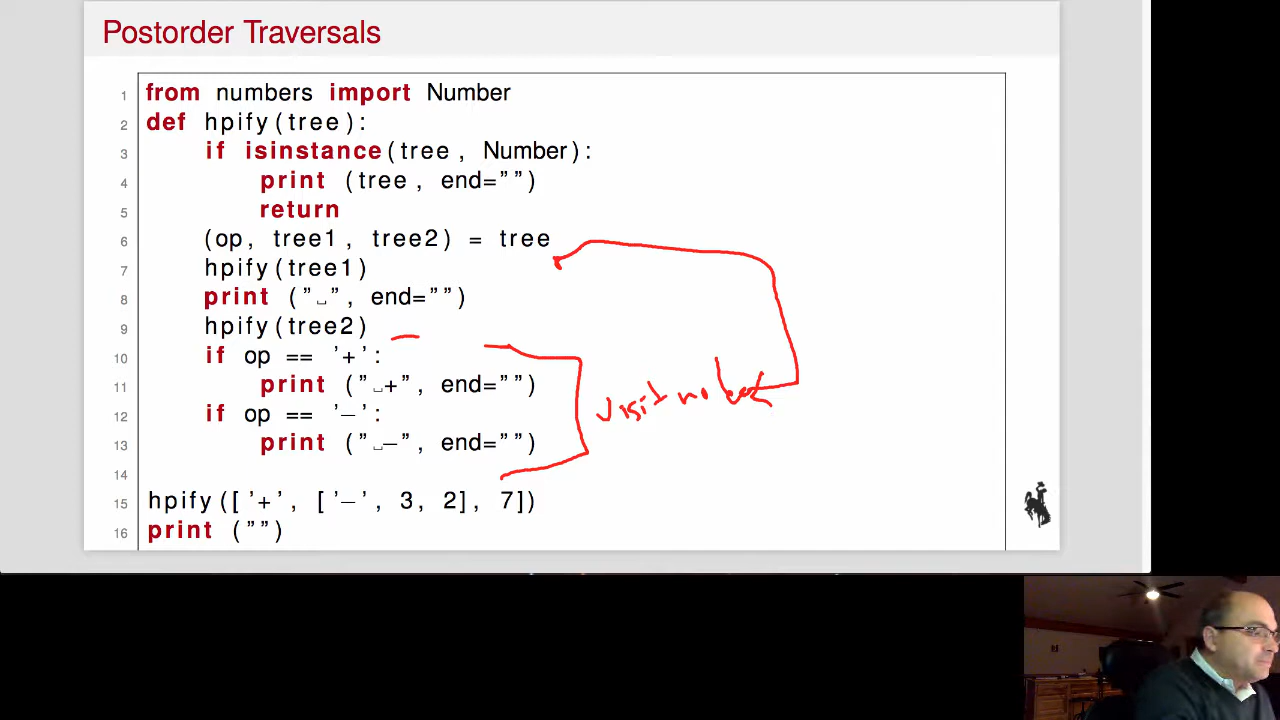 Postorder Traversals
1 from numbers import Number
2 def hpify(tree):
3 if isinstance(tree, Number):
4 print (tree, end="")
5 return
6 (op, tree1, tree2) = tree
7 hpify(tree1)
8 print ("␣", end="")
9 hpify(tree2)
10 if op == '+':
11 print ("␣+", end="")
12 if op == '−':
13 print ("␣−", end="")
14
15 hpify(['+', ['−', 3, 2], 7])
16 print ("")
visit